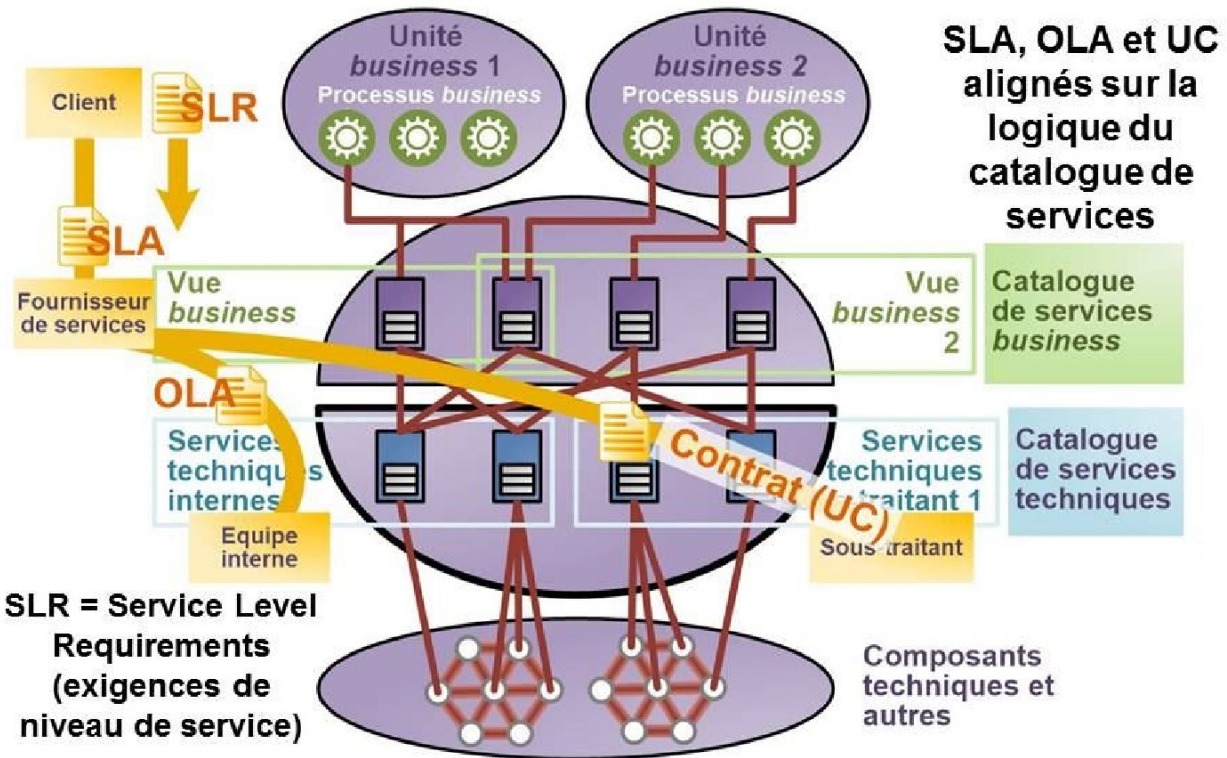 Client
SLR
SLA
Fournisseur
de services
OLA
Equipe
interne
Unité
business 1
Processus business
Unité
business 2
Processus business
SLA, OLA et UC
alignés sur la
logique du
catalogue de
services
Vue
business
Vue
business
2
Catalogue
de services
business
Services
techniques
internes
Contrat (UC)
Services
techniques
traitant 1
Catalogue
de services
techniques
Sous-traitant
SLR = Service Level
Requirements
(exigences de
niveau de service)
Composants
techniques et
autres